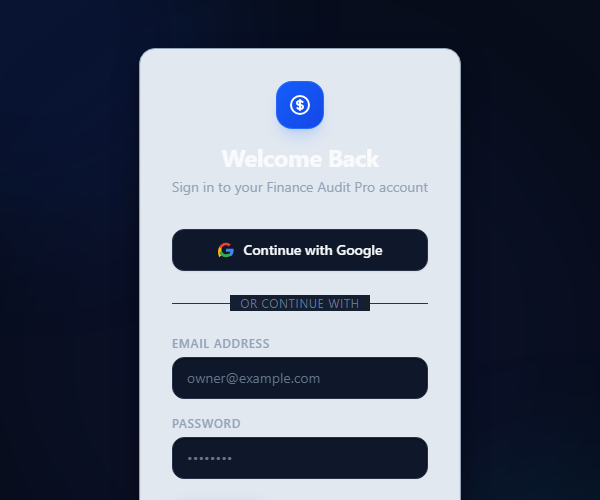 Welcome Back
Sign in to your Finance Audit Pro account
Continue with Google
OR CONTINUE WITH
EMAIL ADDRESS
owner@example.com
PASSWORD
••••••••